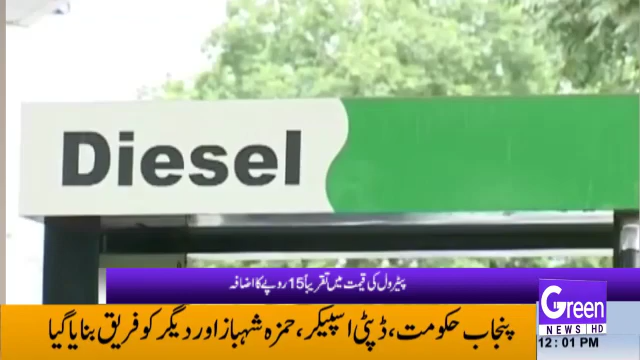 Diesel
پیٹرول کی قیمت میں تقریباً 15 روپے کا اضافہ
Green
NEWS HD
پنجاب حکومت، ڈپٹی اسپیکر، حمزہ شہباز اور دیگر کو فریق بنایا گیا
12:01 PM